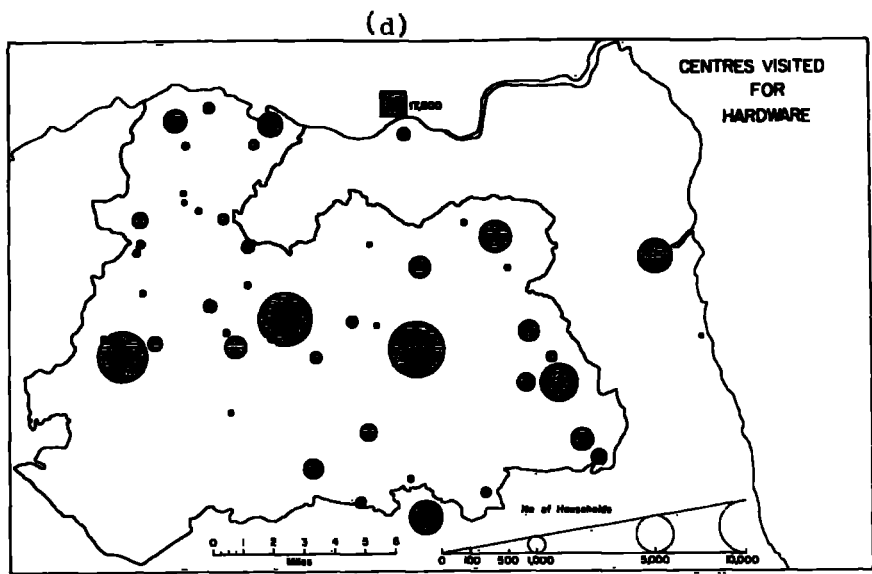 (d)
CENTRES VISITED
FOR
HARDWARE
17,800
No of Households
0 1 2 3 4 5 6
Miles
0 100 500 1,000 5,000 10,000